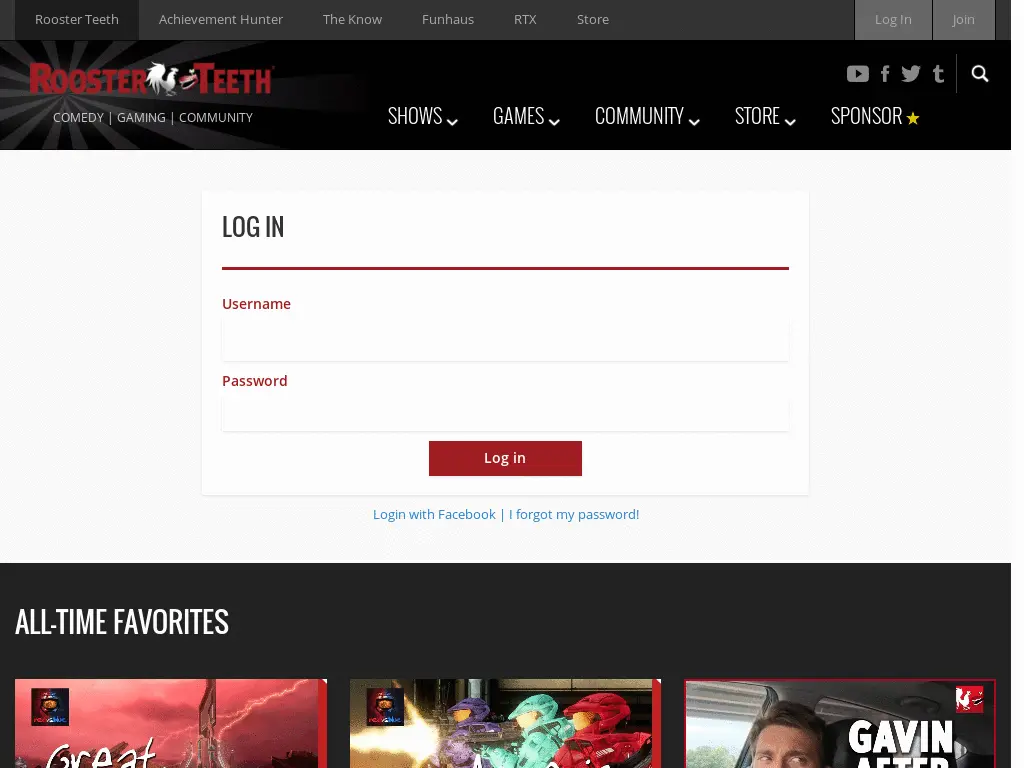 Rooster Teeth
Achievement Hunter
The Know
Funhaus
RTX
Store
Log In
Join
ROOSTER TEETH
COMEDY | GAMING | COMMUNITY
SHOWS
GAMES
COMMUNITY
STORE
SPONSOR
LOG IN
Username
Password
Log in
Login with Facebook | I forgot my password!
ALL-TIME FAVORITES
Great
GAVIN
AFTER